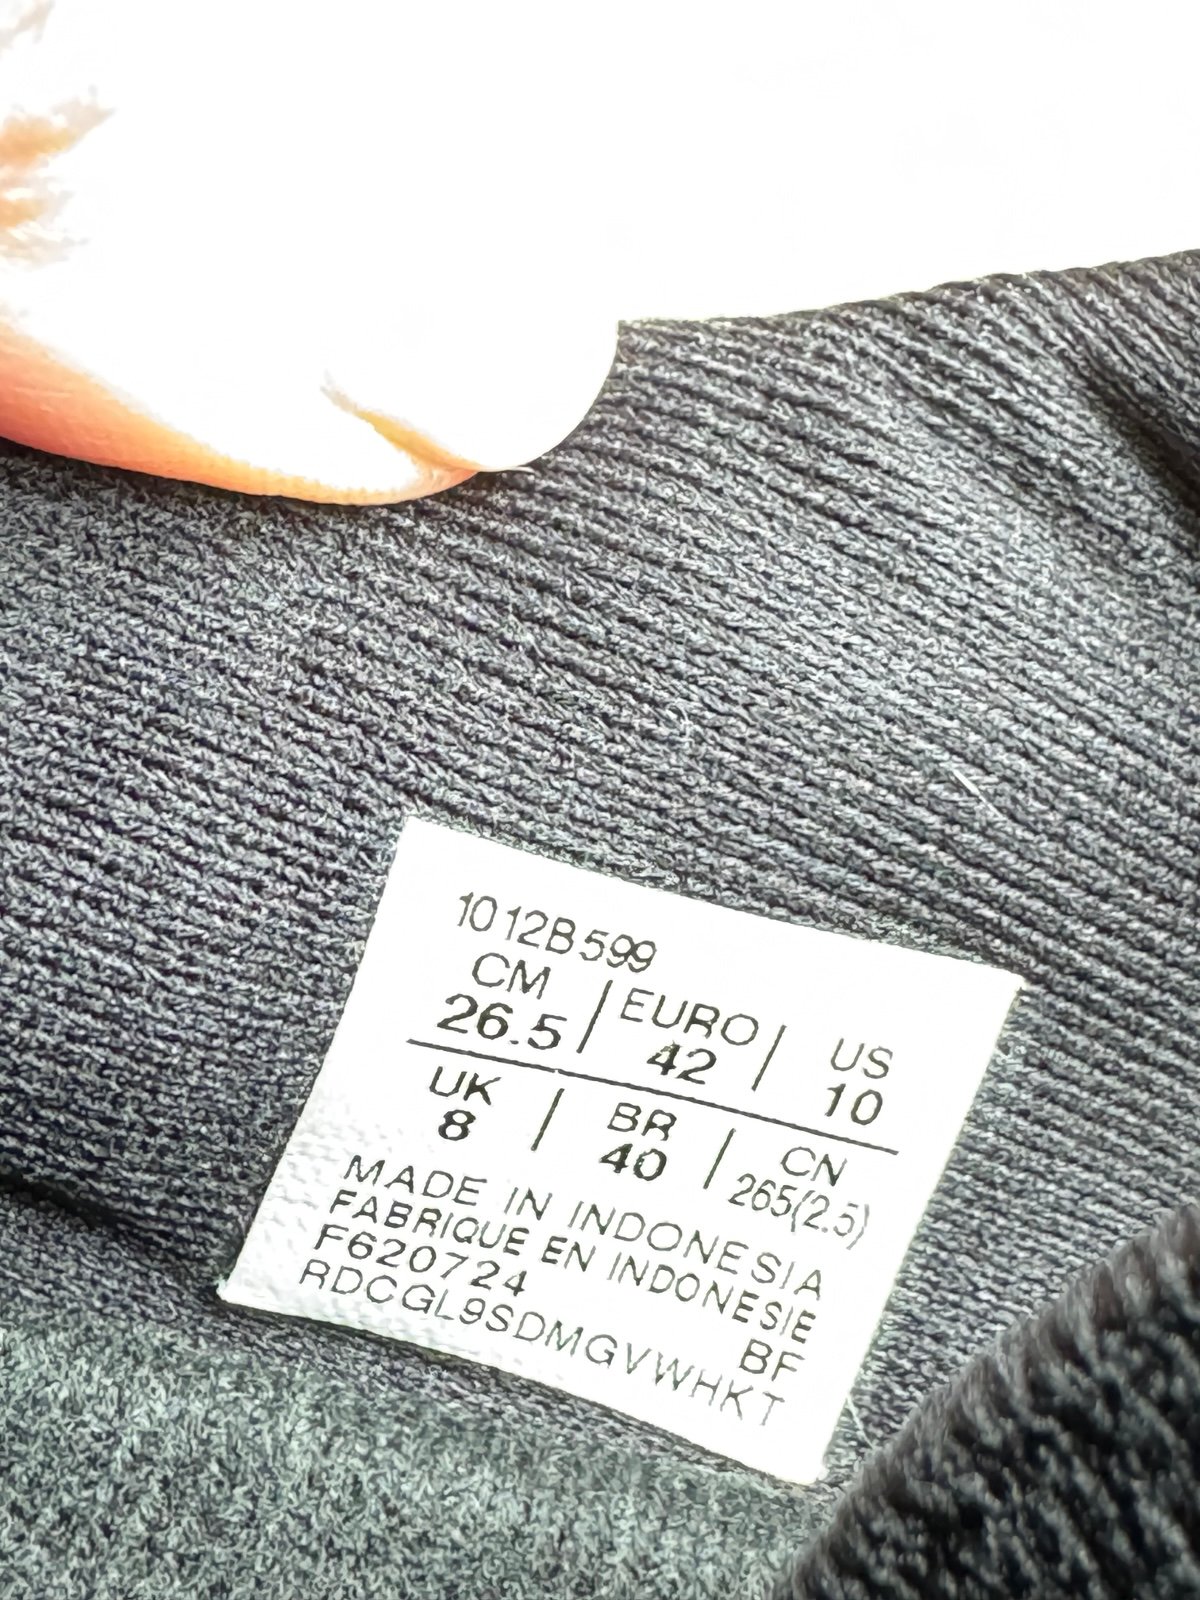 1012B599
CM | EURO | US
26.5 | 42 | 10
UK | BR | CN
8 | 40 | 265(2.5)
MADE IN INDONESIA
FABRIQUE EN INDONESIE
F620724 BF
RDCGL9SDMGVWHKT